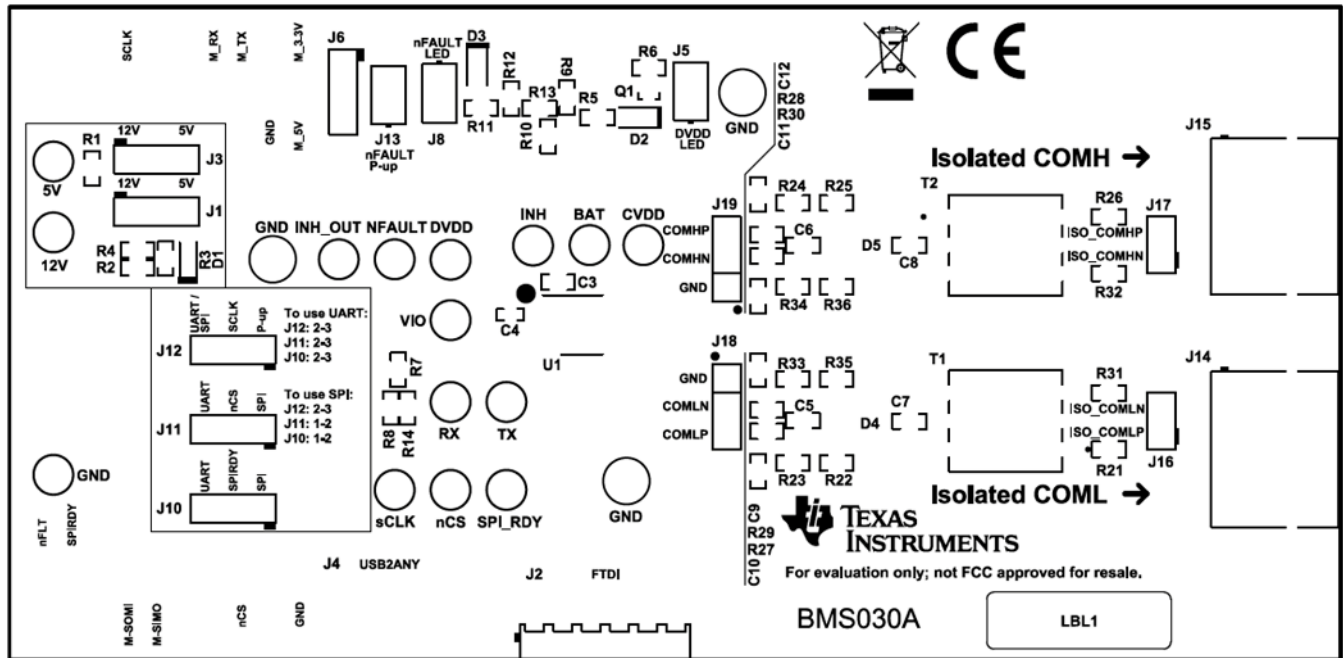 SCLK
M_RX
M_TX
M_3-3V
GND
M_5V
J6
J13
nFAULT
P-up
nFAULT
LED
J8
D3
R11
R12
R13
R10
R9
R5
R6
Q1
D2
J5
DVDD
LED
GND
C12
R28
R30
C11
CE
R1
12V
5V
J3
5V
12V
5V
J1
12V
R4
R2
R3
D1
GND
INH_OUT
NFAULT
DVDD
INH
BAT
CVDD
C3
C4
VIO
U1
J19
COMHP
COMHN
GND
R24
R25
C6
D5
C8
R34
R36
T2
Isolated COMH →
R26
ISO_COMHP
ISO_COMHN
R32
J17
J15
UART /
SPI
SCLK
P-up
J12
To use UART:
J12: 2-3
J11: 2-3
J10: 2-3
UART
nCS
SPI
J11
To use SPI:
J12: 2-3
J11: 1-2
J10: 1-2
UART
SPIRDY
SPI
J10
R7
R8
R14
RX
TX
sCLK
nCS
SPI_RDY
GND
J18
GND
COMLN
COMLP
R33
R35
C5
D4
C7
R23
R22
T1
R31
ISO_COMLN
ISO_COMLP
R21
J16
J14
Isolated COML →
GND
nFLT
SPIRDY
J4
USB2ANY
J2
FTDI
C9
R29
R27
C10
TEXAS
INSTRUMENTS
For evaluation only; not FCC approved for resale.
M-SOMI
M-SIMO
nCS
GND
BMS030A
LBL1